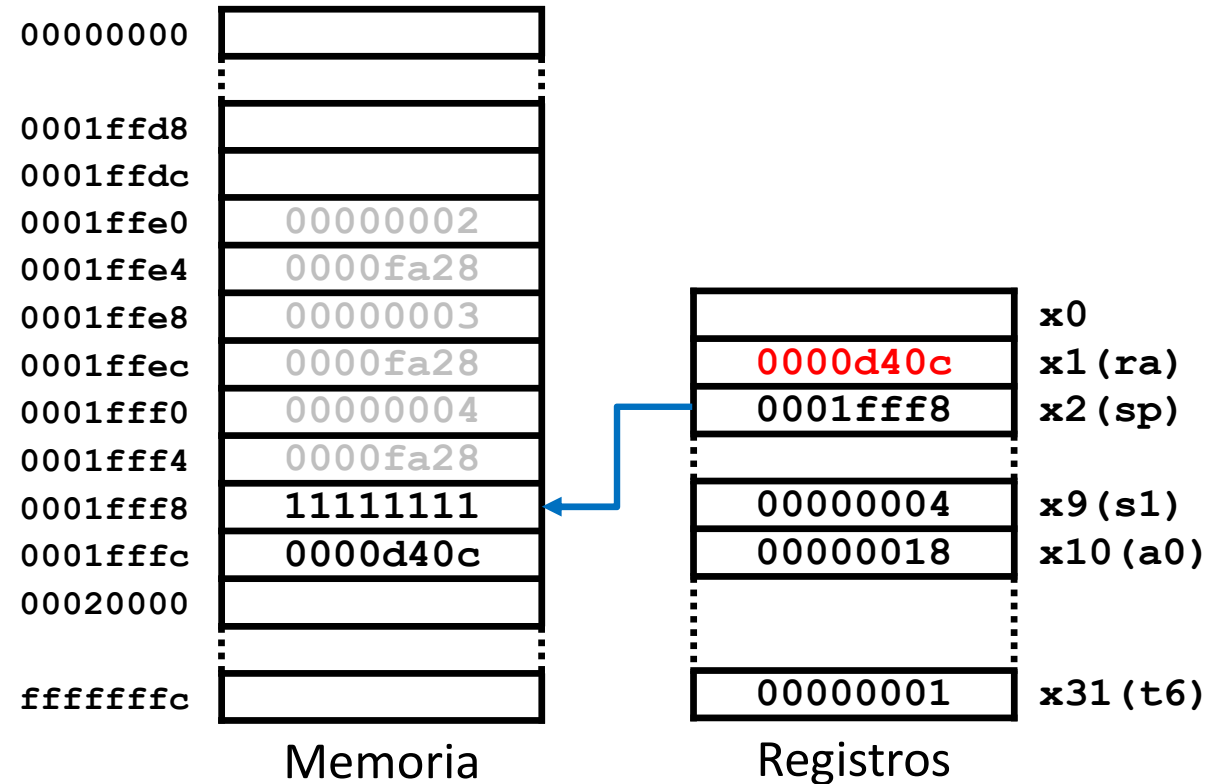 00000000
0001ffd8
0001ffdc
0001ffe0 00000002
0001ffe4 0000fa28
0001ffe8 00000003 x0
0001ffec 0000fa28 0000d40c x1(ra)
0001fff0 00000004 0001fff8 x2(sp)
0001fff4 0000fa28
0001fff8 11111111 00000004 x9(s1)
0001fffc 0000d40c 00000018 x10(a0)
00020000
fffffffc 00000001 x31(t6)
Memoria Registros